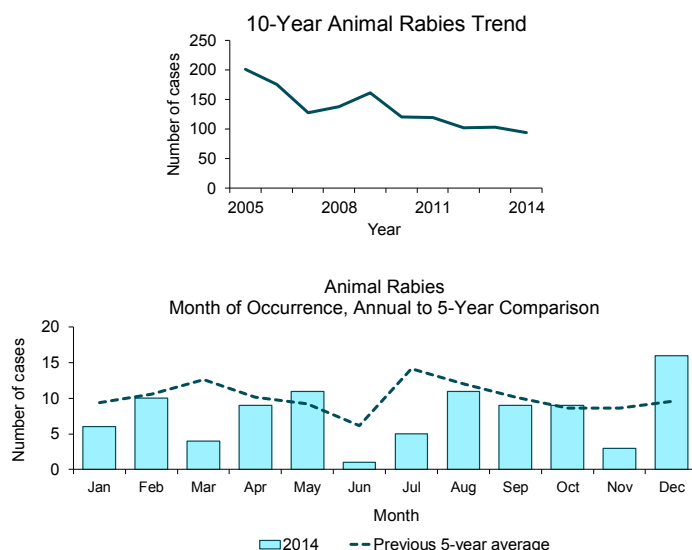 10-Year Animal Rabies Trend
Number of cases
250
200
150
100
50
0
2005 2008 2011 2014
Year
Animal Rabies
Month of Occurrence, Annual to 5-Year Comparison
Number of cases
20
15
10
5
0
Jan Feb Mar Apr May Jun Jul Aug Sep Oct Nov Dec
Month
2014 Previous 5-year average